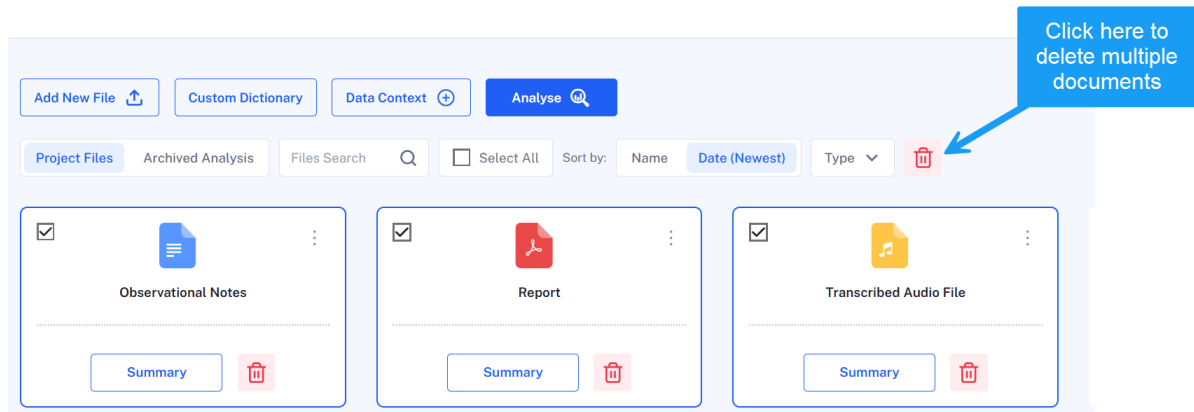 Click here to
delete multiple
documents
Add New File
Custom Dictionary
Data Context
Analyse
Project Files
Archived Analysis
Files Search
Select All
Sort by:
Name
Date (Newest)
Type
Observational Notes
Report
Transcribed Audio File
Summary
Summary
Summary